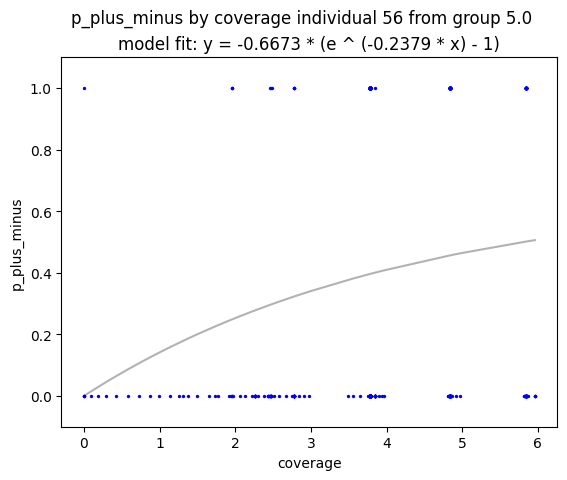 p_plus_minus by coverage individual 56 from group 5.0
model fit: y = -0.6673 * (e ^ (-0.2379 * x) - 1)
1.0
0.8
0.6
0.4
0.2
0.0
p_plus_minus
0 1 2 3 4 5 6
coverage